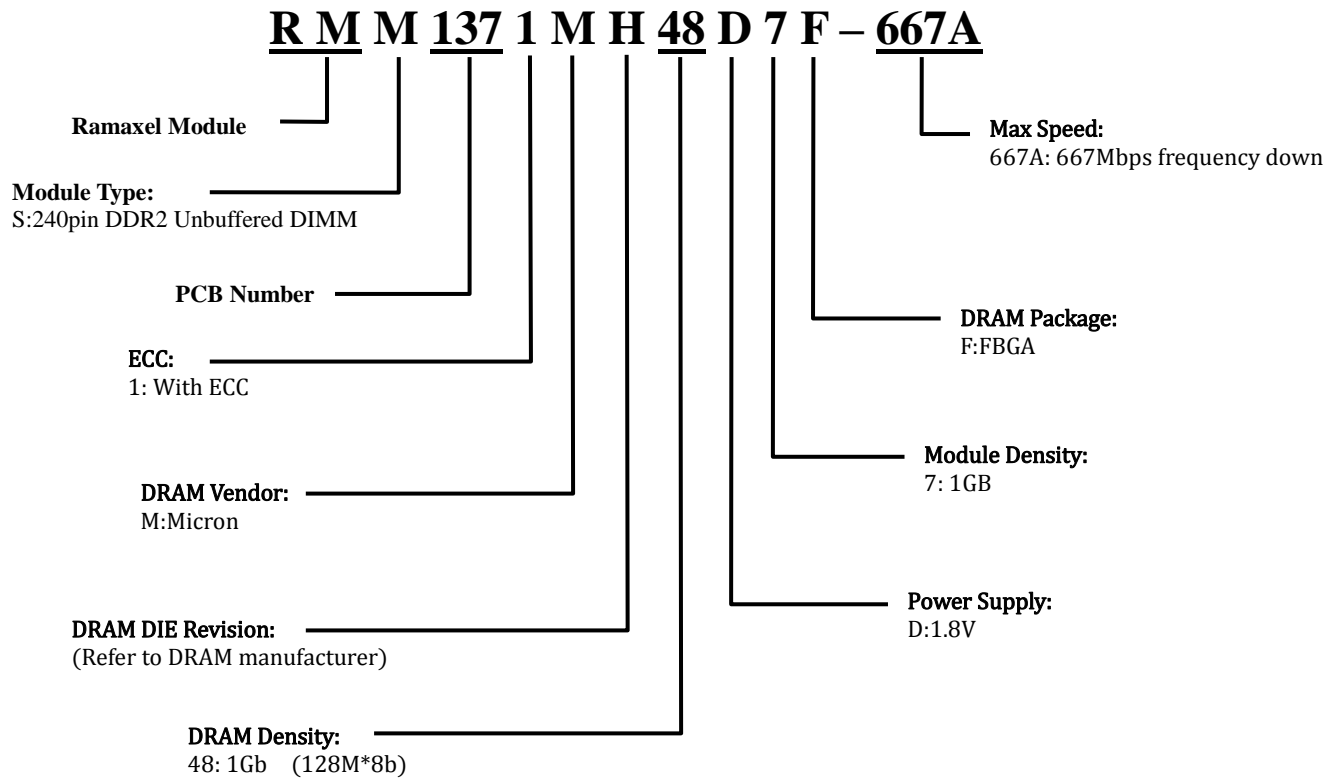 R M M 137 1 M H 48 D 7 F – 667A
Ramaxel Module
Max Speed:
667A: 667Mbps frequency down
Module Type:
S:240pin DDR2 Unbuffered DIMM
PCB Number
DRAM Package:
F:FBGA
ECC:
1: With ECC
Module Density:
7: 1GB
DRAM Vendor:
M:Micron
Power Supply:
D:1.8V
DRAM DIE Revision:
(Refer to DRAM manufacturer)
DRAM Density:
48: 1Gb (128M*8b)